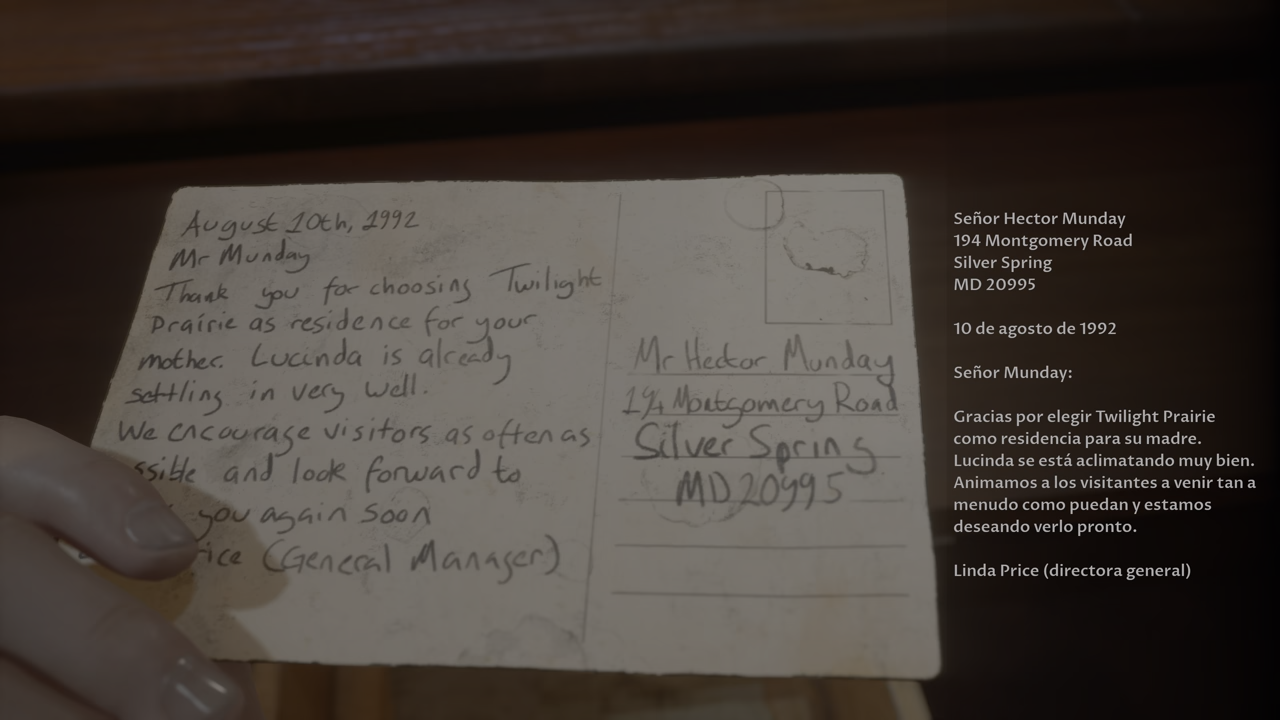 August 10th, 1992
Mr Munday
Thank you for choosing Twilight
Prairie as residence for your
mother. Lucinda is already
settling in very well.
We encourage visitors as often as
ssible and look forward to
you again soon
ice (General Manager)
Mr Hector Munday
194 Montgomery Road
Silver Spring
MD 20995
Señor Hector Munday
194 Montgomery Road
Silver Spring
MD 20995
10 de agosto de 1992
Señor Munday:
Gracias por elegir Twilight Prairie
como residencia para su madre.
Lucinda se está aclimatando muy bien.
Animamos a los visitantes a venir tan a
menudo como puedan y estamos
deseando verlo pronto.
Linda Price (directora general)